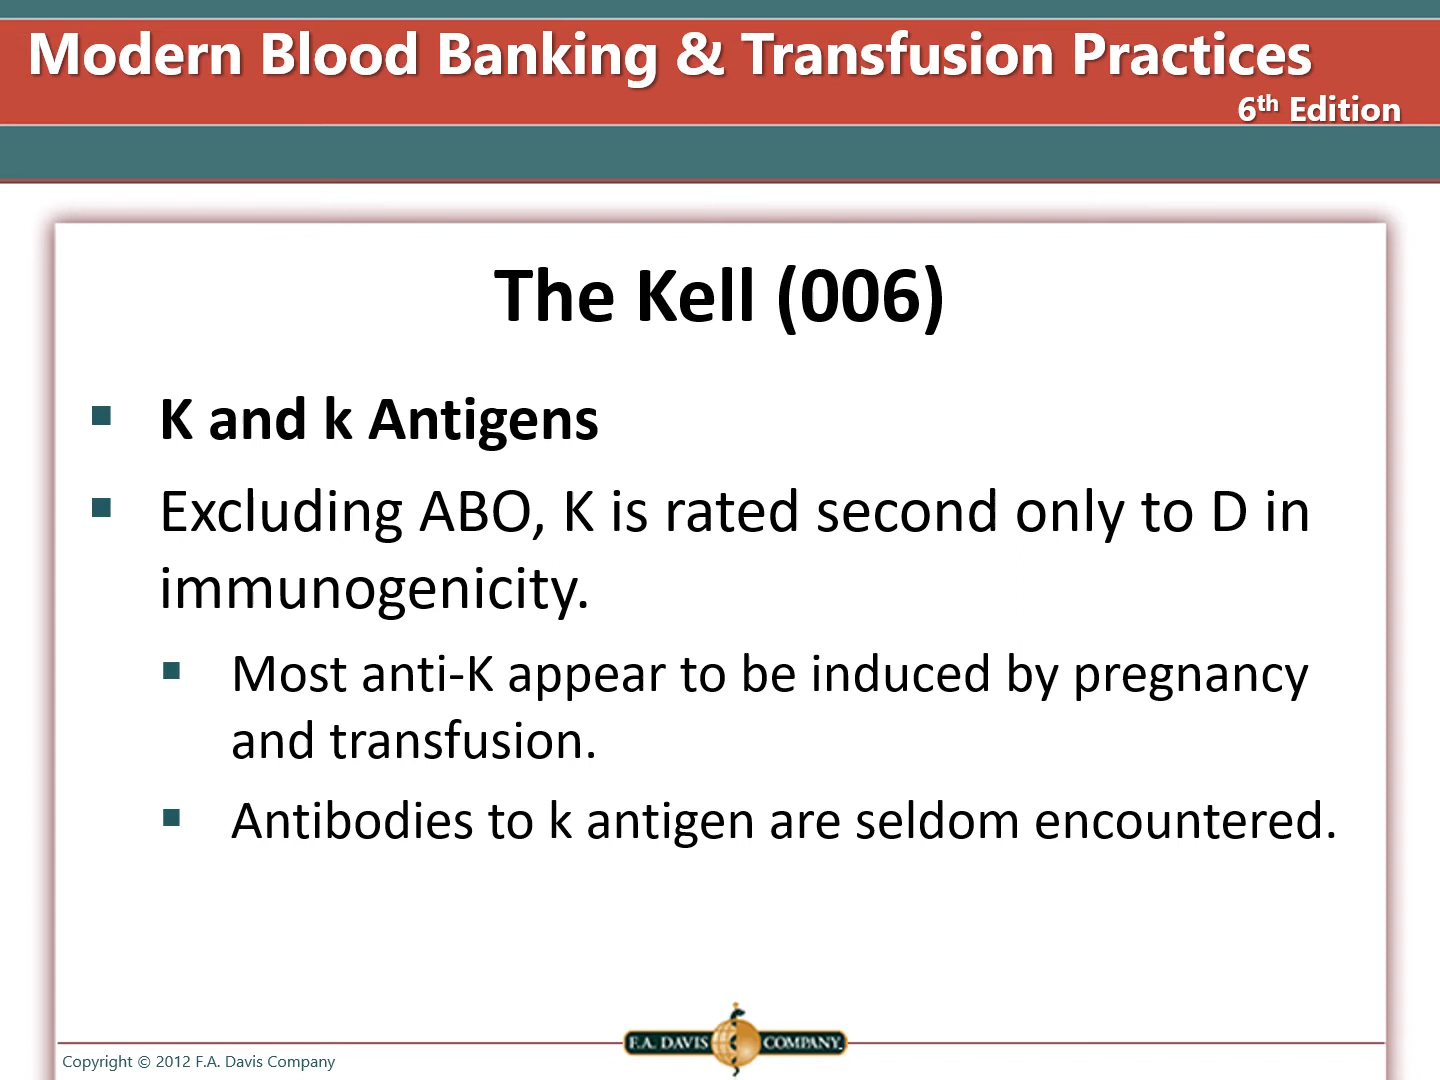 Modern Blood Banking & Transfusion Practices
6th Edition
The Kell (006)
K and k Antigens
Excluding ABO, K is rated second only to D in
immunogenicity.
Most anti-K appear to be induced by pregnancy
and transfusion.
Antibodies to k antigen are seldom encountered.
F.A. DAVIS COMPANY
Copyright © 2012 F.A. Davis Company